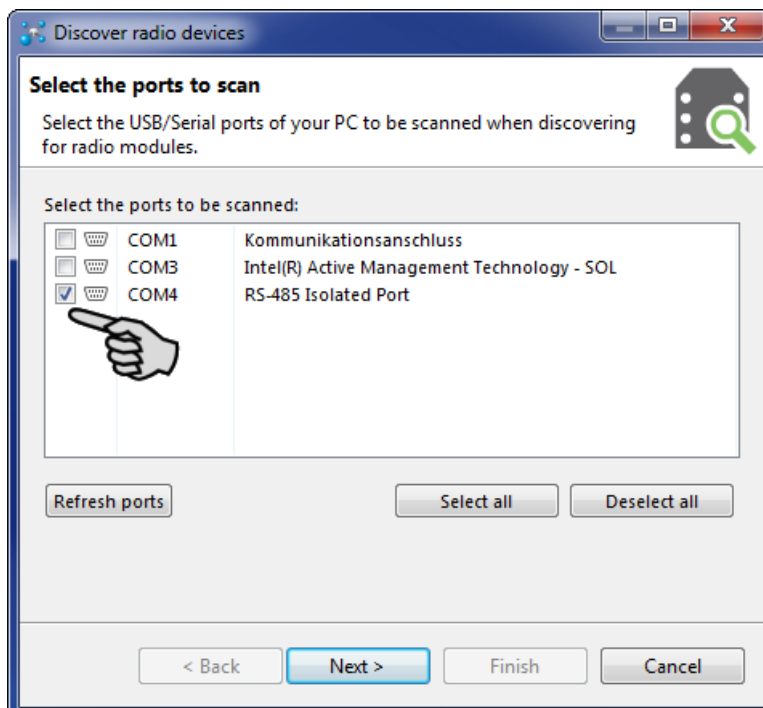 Discover radio devices
Select the ports to scan
Select the USB/Serial ports of your PC to be scanned when discovering
for radio modules.
Select the ports to be scanned:
COM1 Kommunikationsanschluss
COM3 Intel(R) Active Management Technology - SOL
COM4 RS-485 Isolated Port
Refresh ports Select all Deselect all
< Back Next > Finish Cancel